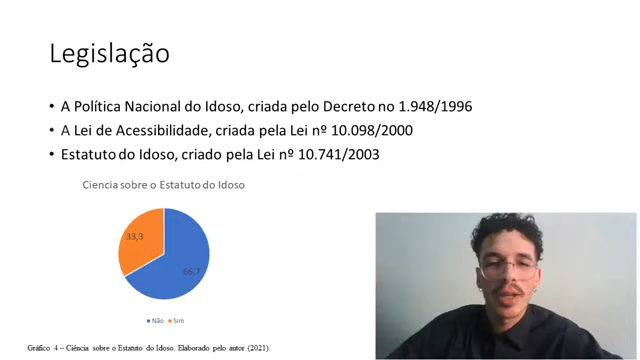 Legislação
• A Política Nacional do Idoso, criada pelo Decreto no 1.948/1996
• A Lei de Acessibilidade, criada pela Lei nº 10.098/2000
• Estatuto do Idoso, criado pela Lei nº 10.741/2003
Ciencia sobre o Estatuto do Idoso
33,3
66,7
Não Sim
Gráfico 4 – Ciência sobre o Estatuto do Idoso. Elaborado pelo autor (2021).